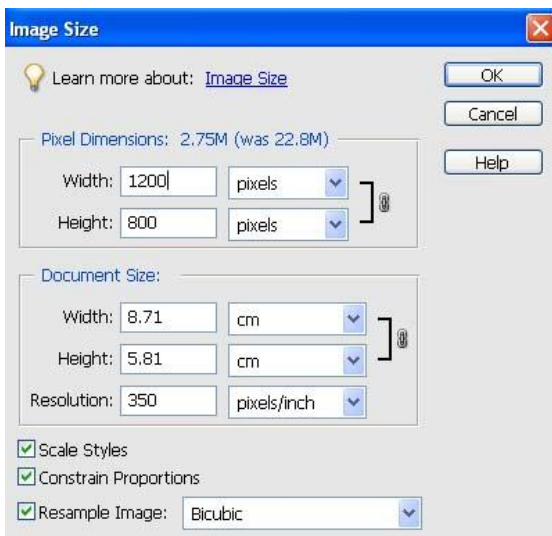 Image Size
Learn more about: Image Size
OK
Cancel
Help
Pixel Dimensions: 2.75M (was 22.8M)
Width: 1200 pixels
Height: 800 pixels
Document Size:
Width: 8.71 cm
Height: 5.81 cm
Resolution: 350 pixels/inch
Scale Styles
Constrain Proportions
Resample Image: Bicubic